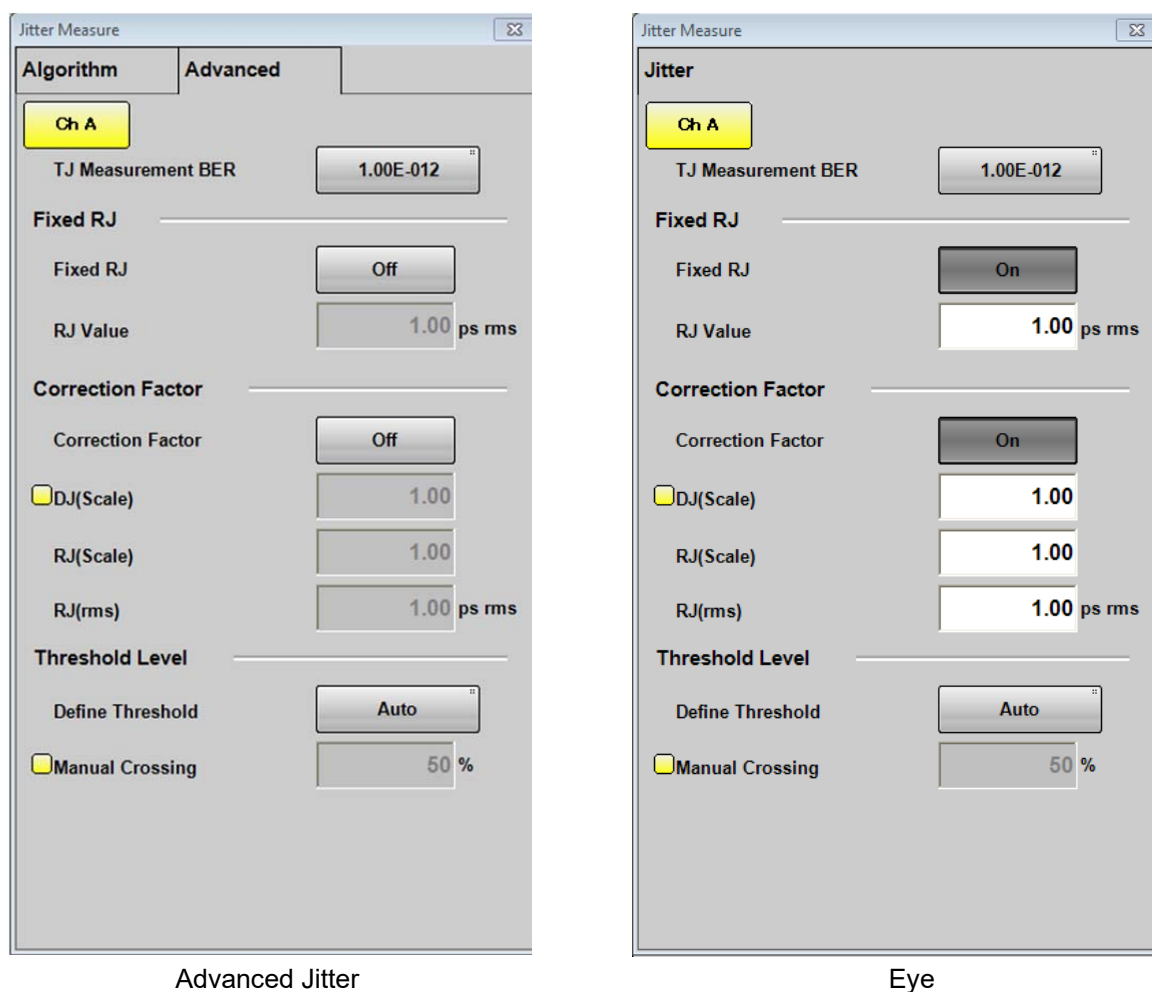 Jitter Measure
Algorithm Advanced
Ch A
TJ Measurement BER 1.00E-012
Fixed RJ
Fixed RJ Off
RJ Value 1.00 ps rms
Correction Factor
Correction Factor Off
DJ(Scale) 1.00
RJ(Scale) 1.00
RJ(rms) 1.00 ps rms
Threshold Level
Define Threshold Auto
Manual Crossing 50 %
Advanced Jitter
Jitter Measure
Jitter
Ch A
TJ Measurement BER 1.00E-012
Fixed RJ
Fixed RJ On
RJ Value 1.00 ps rms
Correction Factor
Correction Factor On
DJ(Scale) 1.00
RJ(Scale) 1.00
RJ(rms) 1.00 ps rms
Threshold Level
Define Threshold Auto
Manual Crossing 50 %
Eye